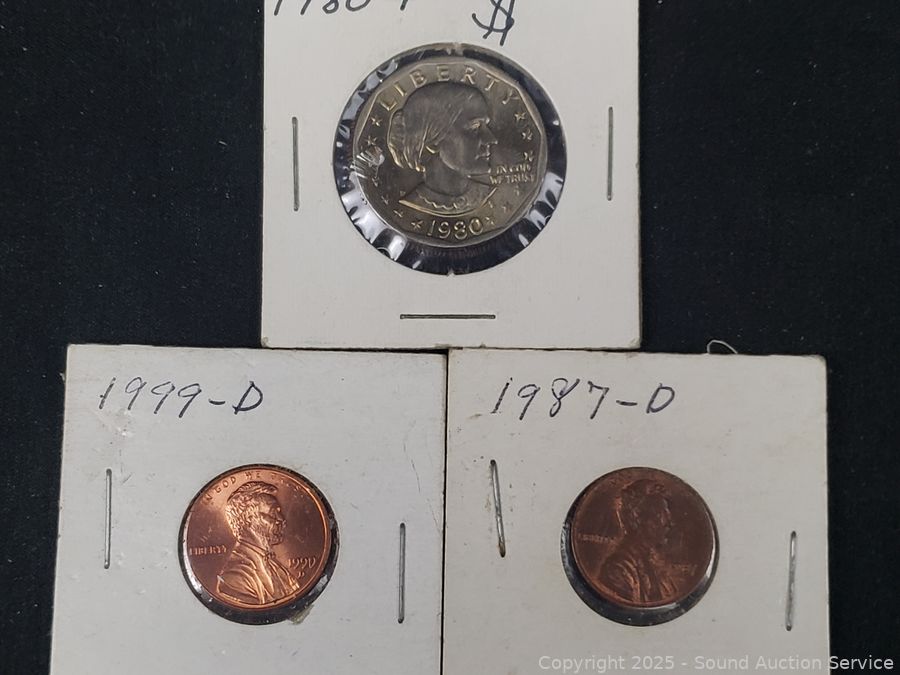 1980-P
$
LIBERTY
IN GOD
WE TRUST
1980
1999-D
1987-D
IN GOD WE
LIBERTY
1999
D
LIBERTY
Copyright © 2025 - Sound Auction Service